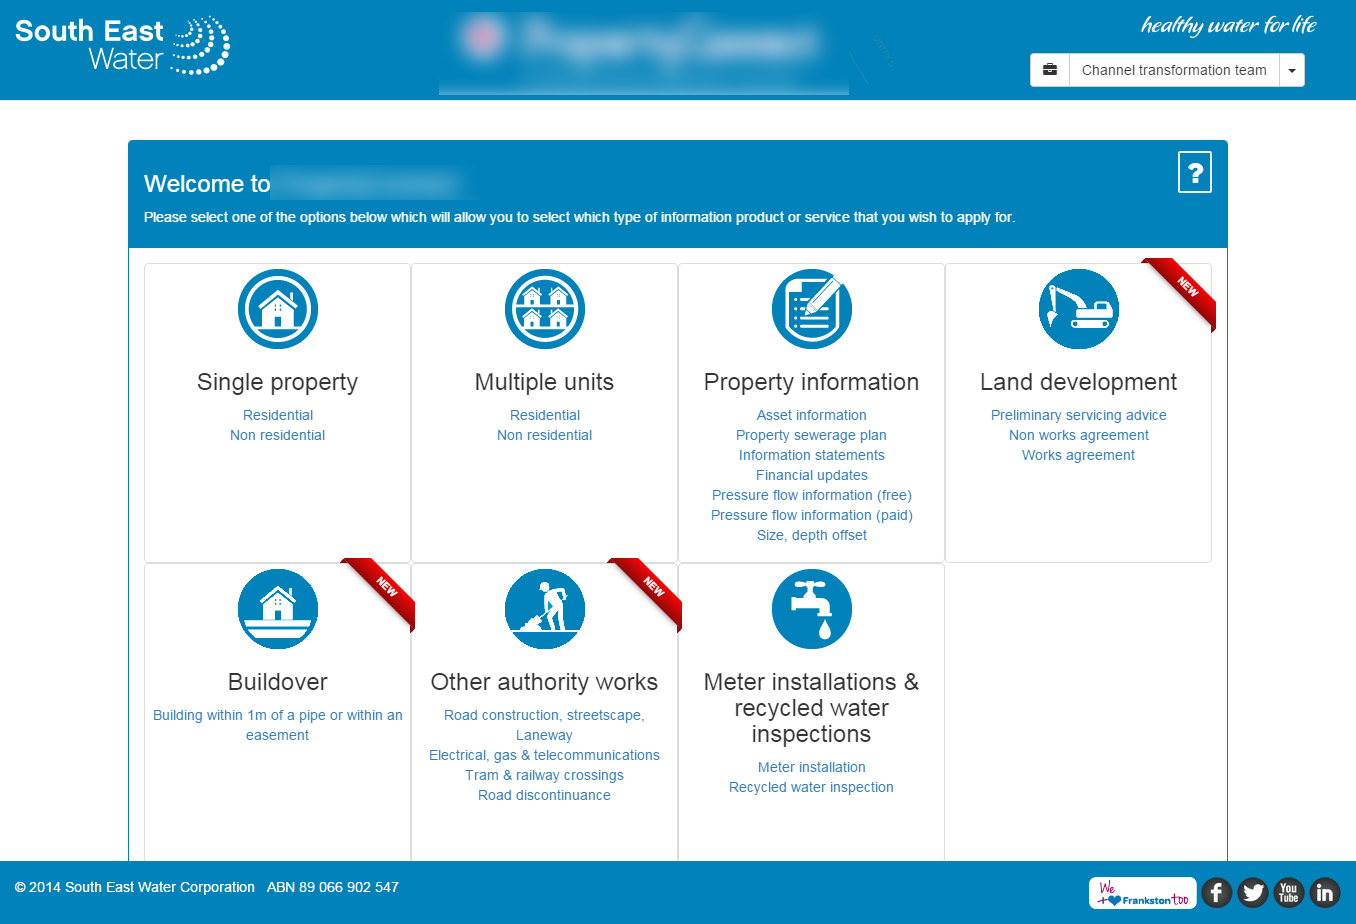 South East
Water
healthy water for life
Channel transformation team
Welcome to
?
Please select one of the options below which will allow you to select which type of information product or service that you wish to apply for.
Single property
Residential
Non residential
Multiple units
Residential
Non residential
Property information
Asset information
Property sewerage plan
Information statements
Financial updates
Pressure flow information (free)
Pressure flow information (paid)
Size, depth offset
NEW
Land development
Preliminary servicing advice
Non works agreement
Works agreement
NEW
Buildover
Building within 1m of a pipe or within an
easement
NEW
Other authority works
Road construction, streetscape,
Laneway
Electrical, gas & telecommunications
Tram & railway crossings
Road discontinuance
Meter installations &
recycled water
inspections
Meter installation
Recycled water inspection
© 2014 South East Water Corporation ABN 89 066 902 547
We
Frankston too
You
Tube
in